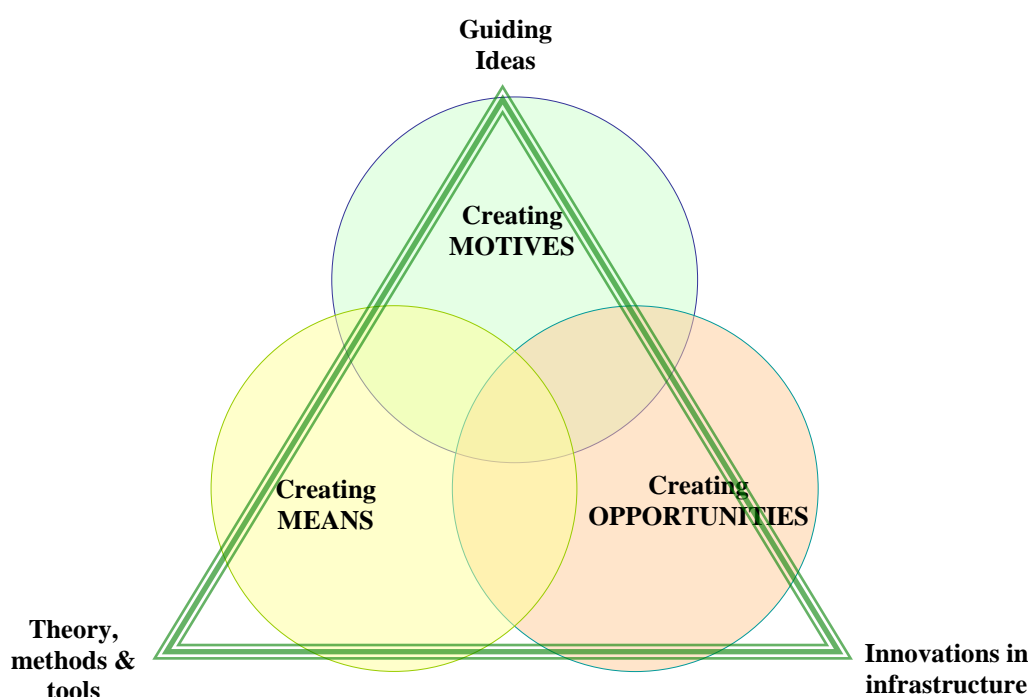 Guiding
Ideas
Creating
MOTIVES
Creating
MEANS
Creating
OPPORTUNITIES
Theory,
methods &
tools
Innovations in
infrastructure